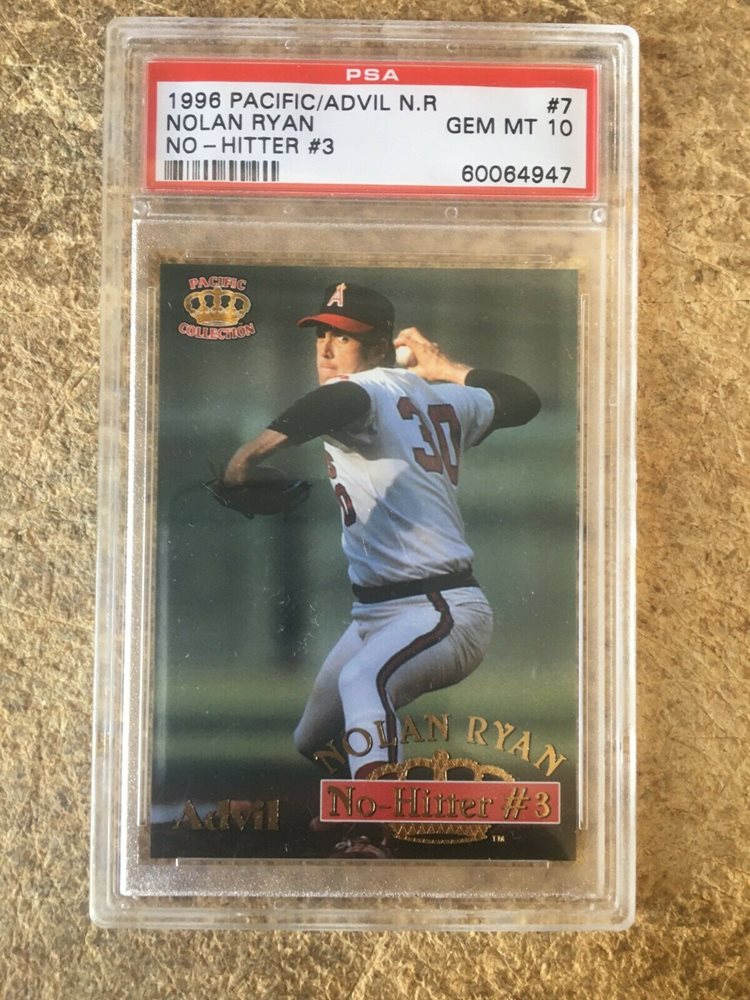 PSA
1996 PACIFIC/ADVIL N.R #7
NOLAN RYAN GEM MT 10
NO-HITTER #3
60064947
PACIFIC
COLLECTION
A
30
0
NOLAN RYAN
No-Hitter #3
TM
Advil